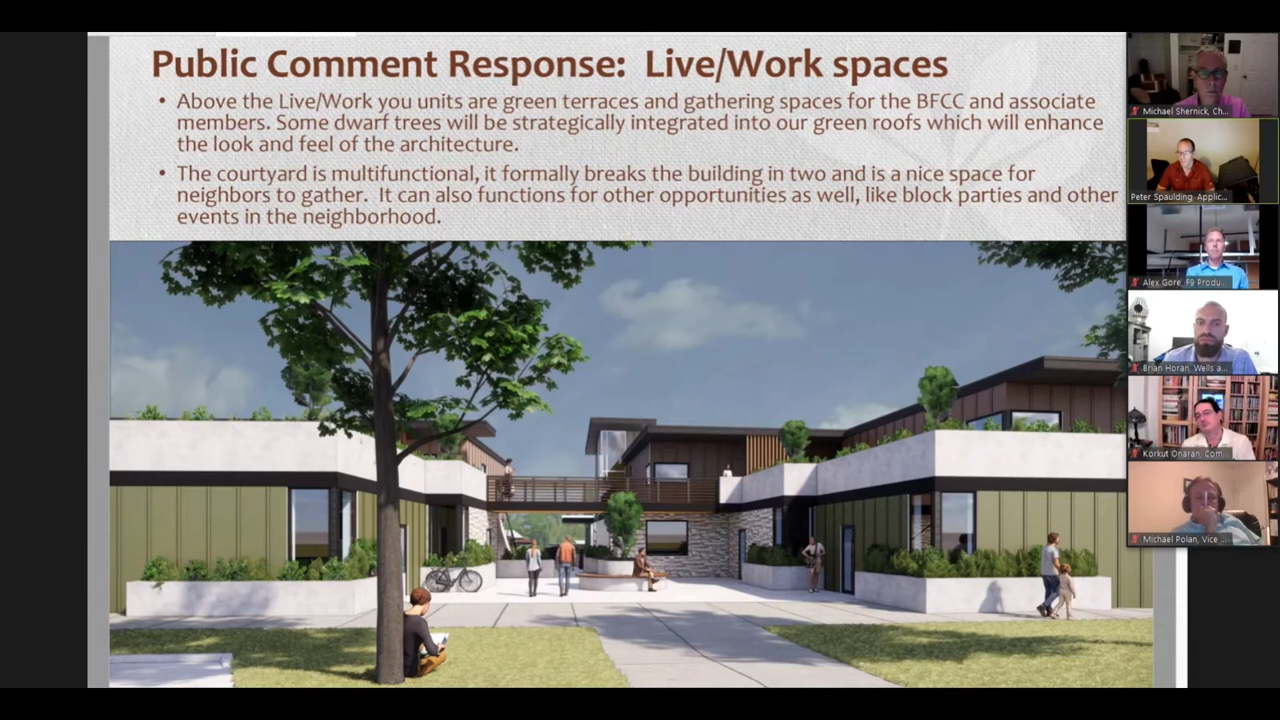 Public Comment Response: Live/Work spaces
• Above the Live/Work you units are green terraces and gathering spaces for the BFCC and associate
members. Some dwarf trees will be strategically integrated into our green roofs which will enhance
the look and feel of the architecture.
• The courtyard is multifunctional, it formally breaks the building in two and is a nice space for
neighbors to gather. It can also functions for other opportunities as well, like block parties and other
events in the neighborhood.
Michael Shernick, Ch...
Peter Spaulding, Applic...
Alex Gore, F9 Produ...
Brian Horan, Wells a...
Korkut Onaran, Com...
Michael Polan, Vice ...